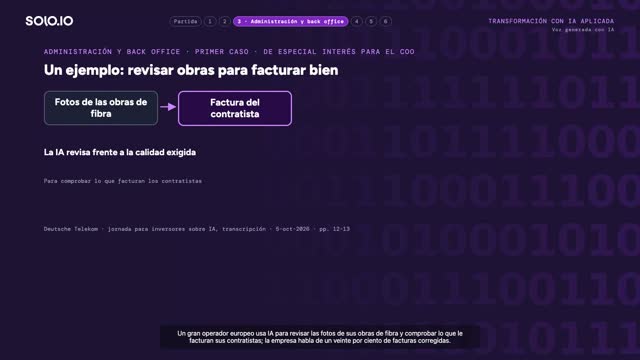 SOLO.IO
Partida 1 2 3 · Administración y back office 4 5 6
TRANSFORMACIÓN CON IA APLICADA
Voz generada con IA
ADMINISTRACIÓN Y BACK OFFICE · PRIMER CASO · DE ESPECIAL INTERÉS PARA EL COO
Un ejemplo: revisar obras para facturar bien
Fotos de las obras de
fibra
Factura del
contratista
La IA revisa frente a la calidad exigida
Para comprobar lo que facturan los contratistas
Deutsche Telekom · jornada para inversores sobre IA, transcripción · 5-oct-2026 · pp. 12-13
Un gran operador europeo usa IA para revisar las fotos de sus obras de fibra y comprobar lo que le
facturan sus contratistas; la empresa habla de un veinte por ciento de facturas corregidas.